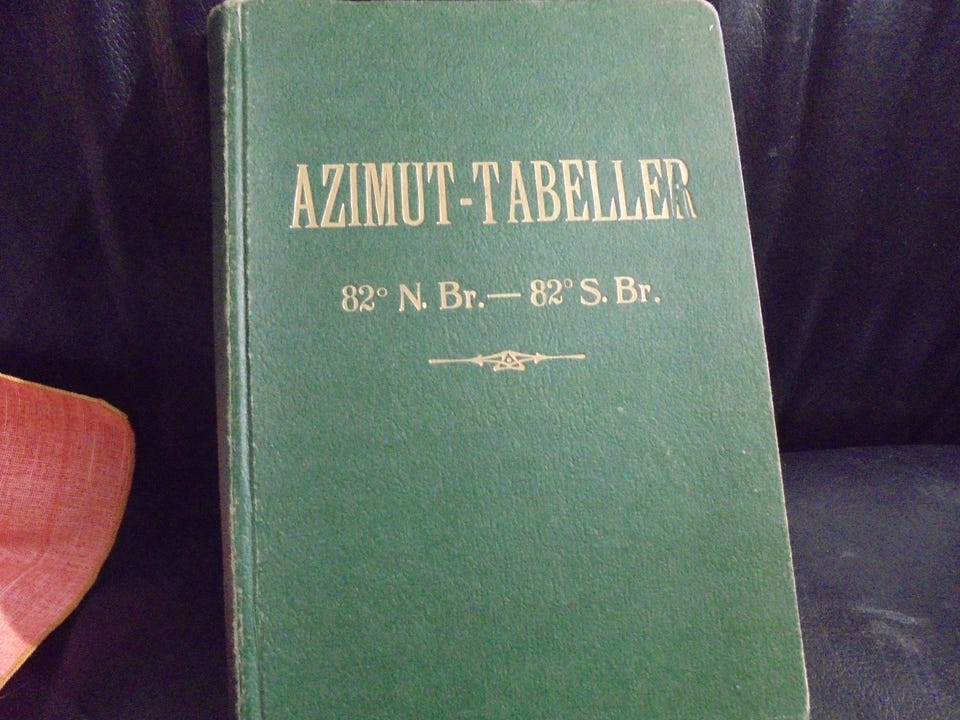 AZIMUT-TABELLER
82° N. Br. — 82° S. Br.